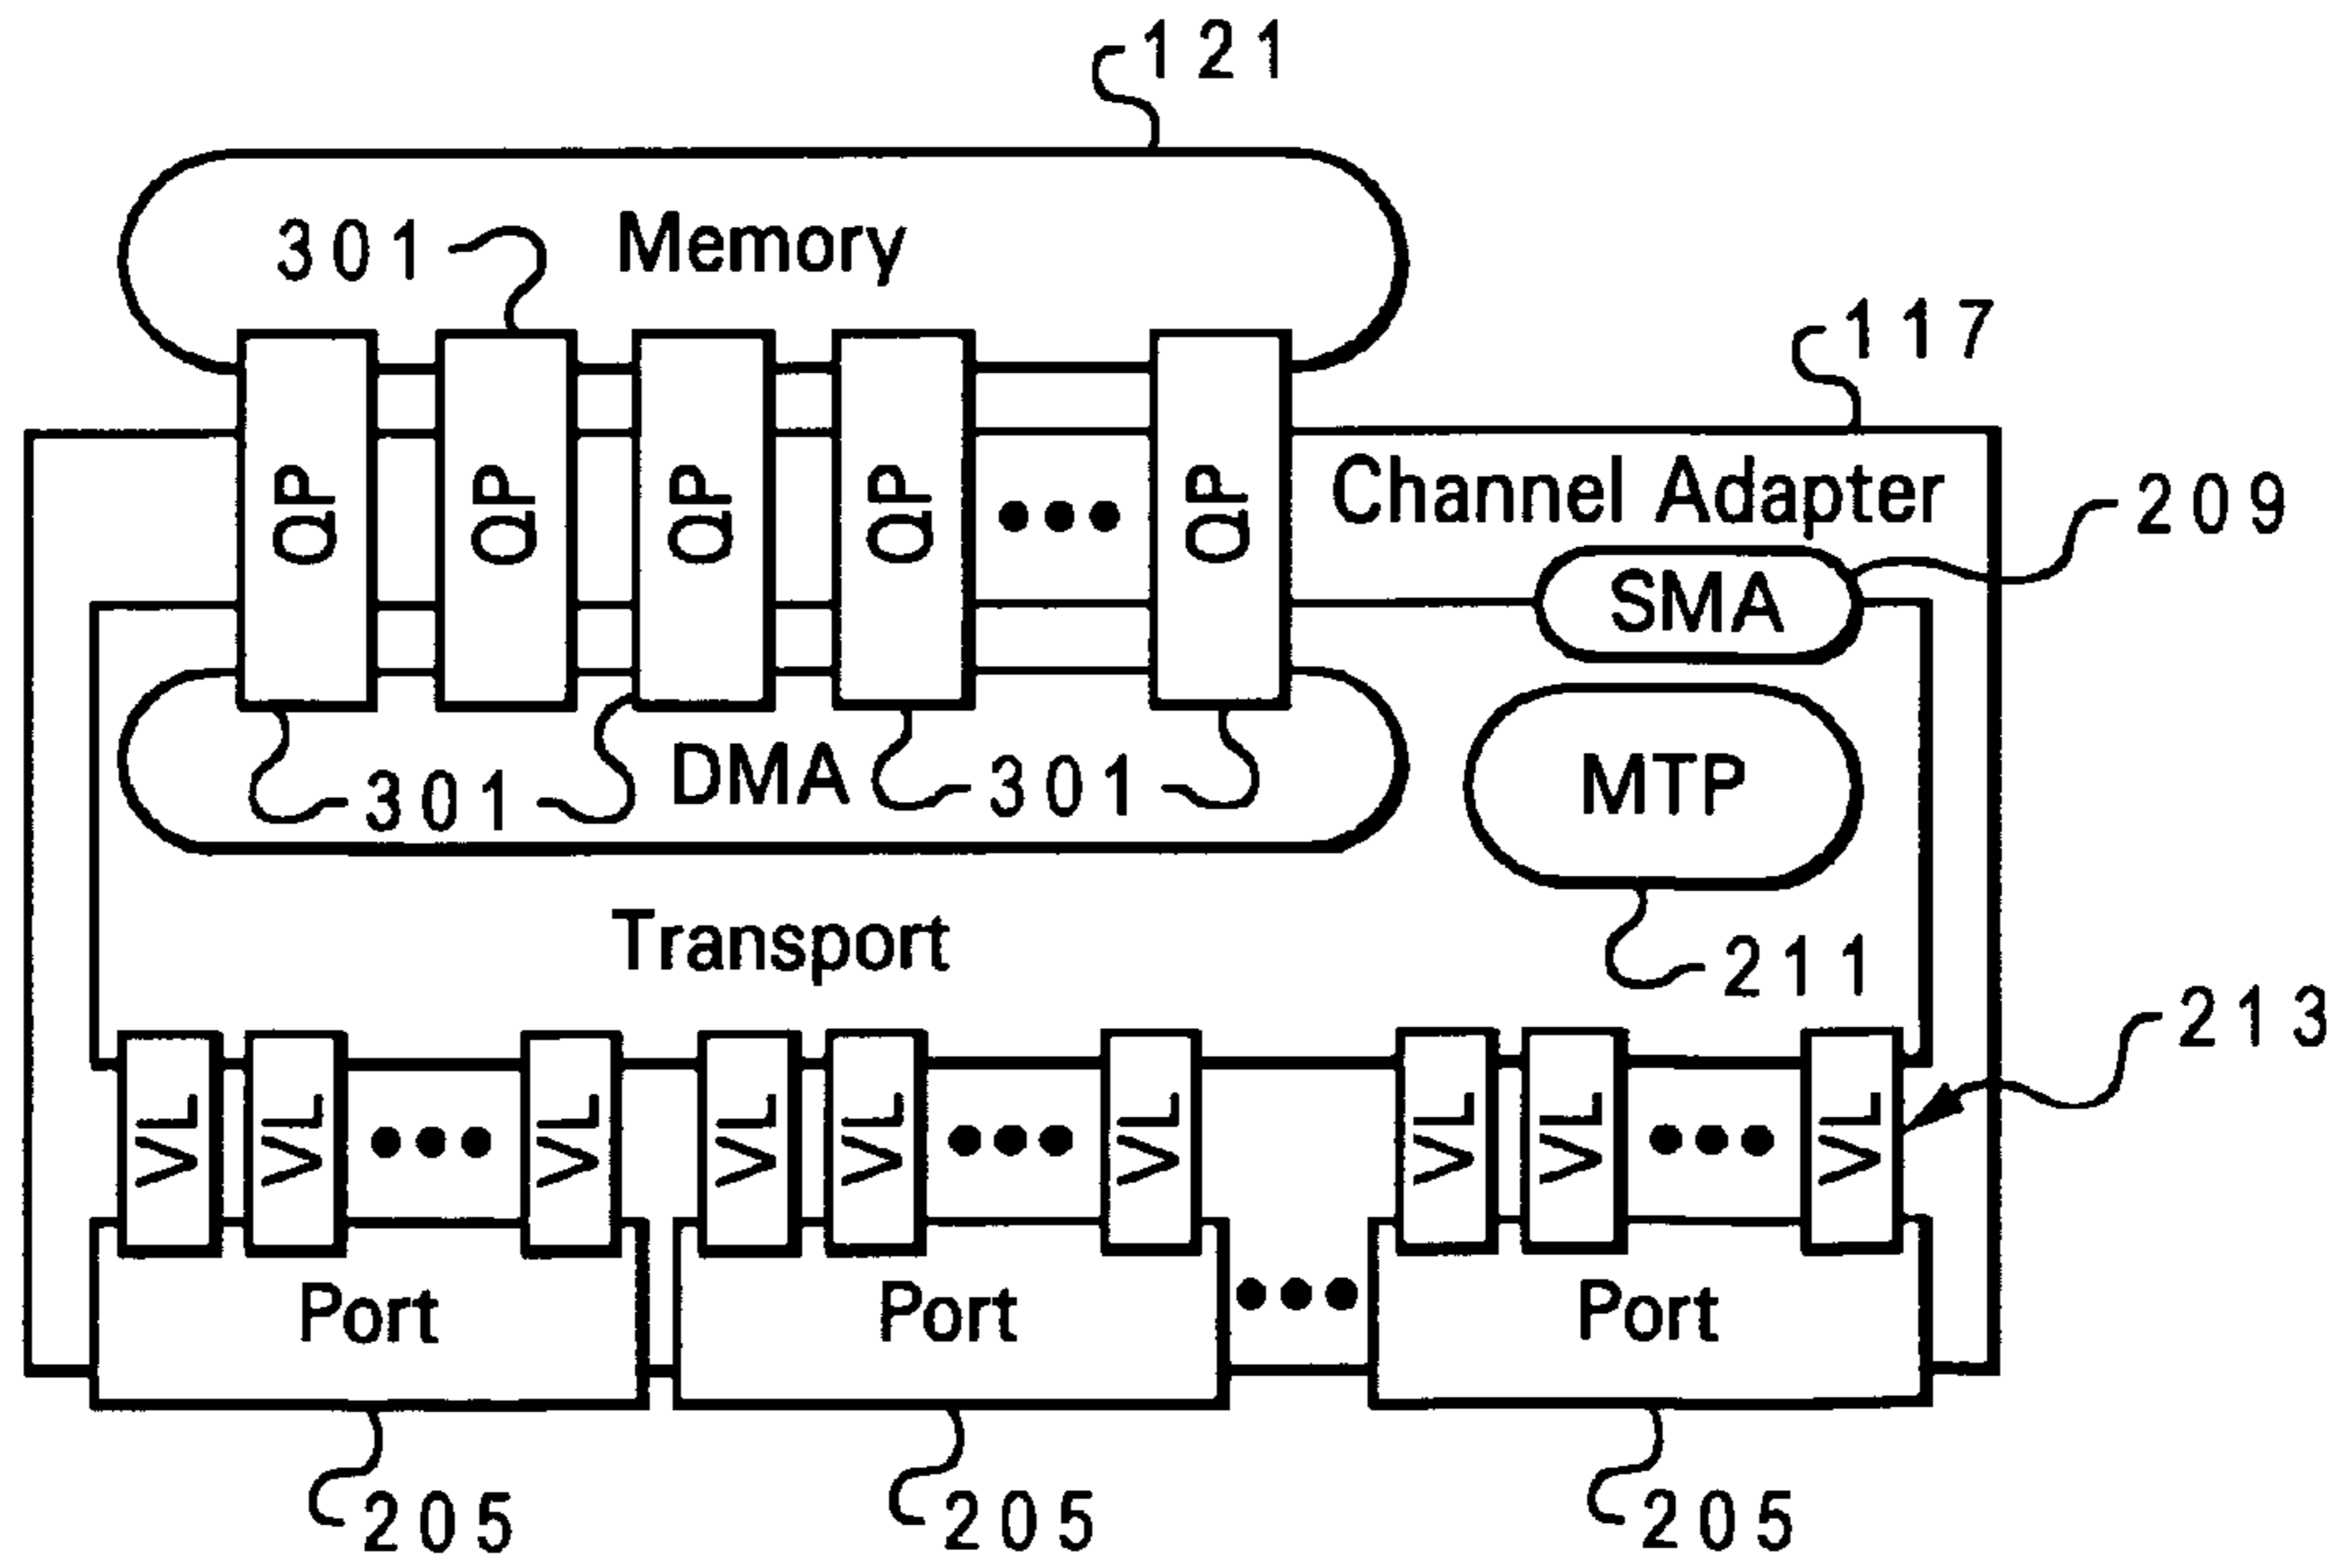 121
301 Memory
117
QP QP QP QP ••• QP
Channel Adapter
209
SMA
MTP
301 DMA 301
211
Transport
213
VL VL ••• VL VL VL ••• VL VL VL ••• VL
Port Port ••• Port
205 205 205